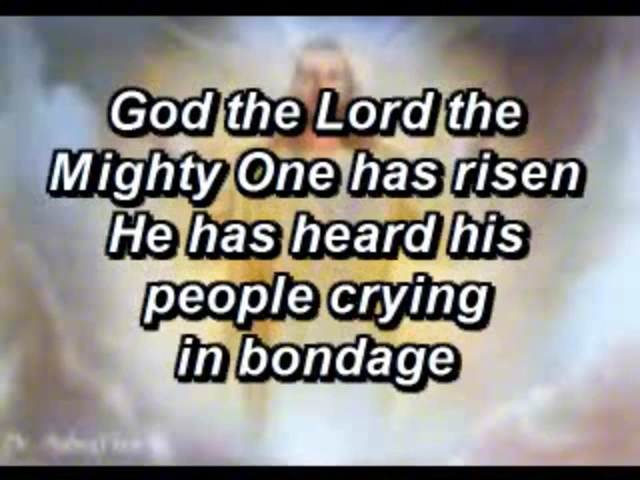 God the Lord the
Mighty One has risen
He has heard his
people crying
in bondage